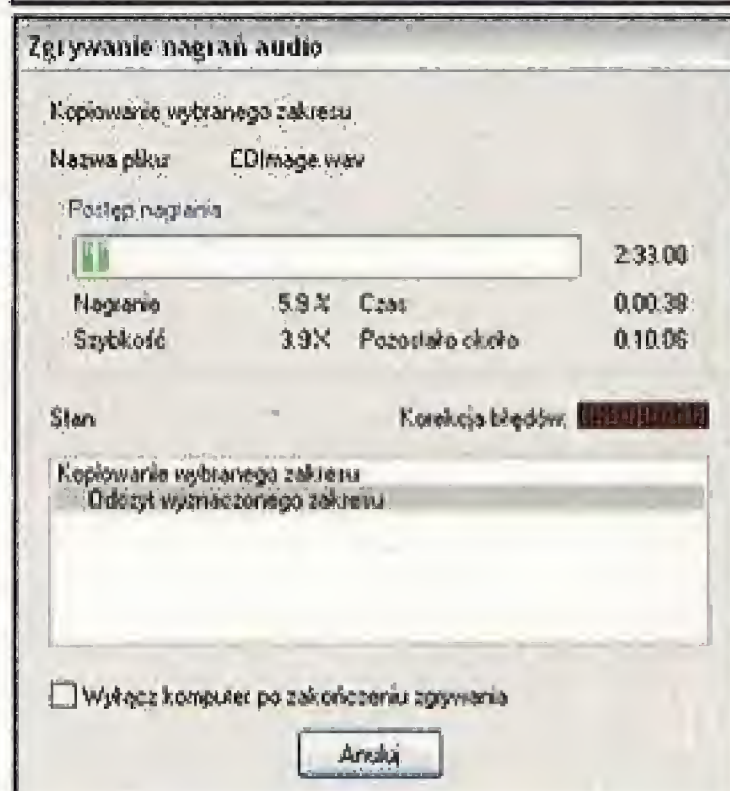 Zgrywanie nagrań audio
Kopiowanie wybranego zakresu
Nazwa pliku: CDImage.wav
Postęp nagrania
2:33.00
Nagranie 5.9 % Czas 0:00:38
Szybkość 3.9 X Pozostało około 0:10:06
Stan Korekcja błędów:
Kopiowanie wybranego zakresu
Odczyt wyznaczonego zakresu
Wyłącz komputer po zakończeniu zgrywania
Anuluj